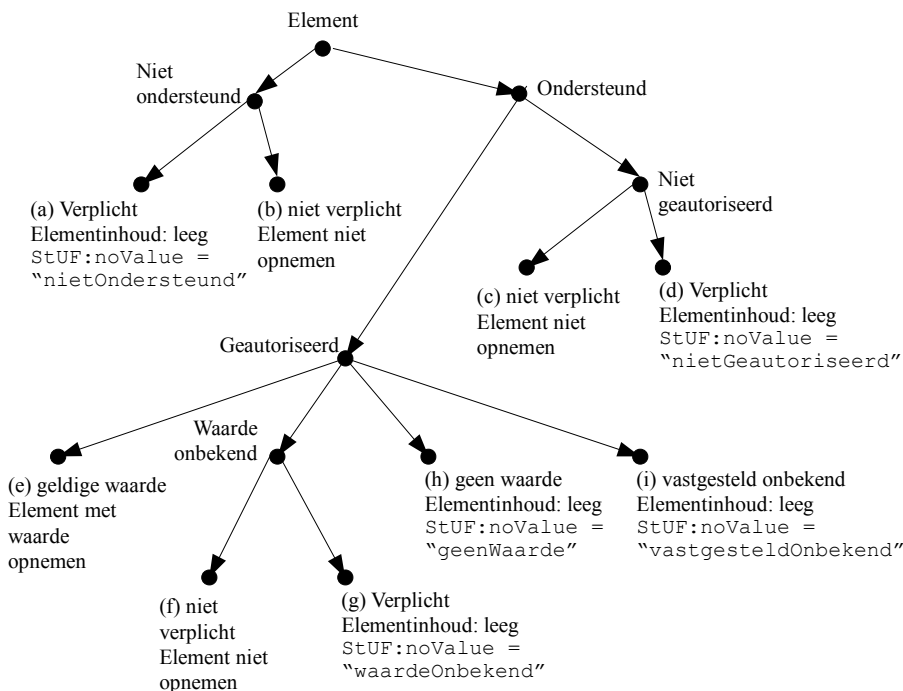 Element
Niet
ondersteund
Ondersteund
(a) Verplicht
Elementinhoud: leeg
StUF:noValue =
“nietOndersteund”
(b) niet verplicht
Element niet
opnemen
Niet
geautoriseerd
(c) niet verplicht
Element niet
opnemen
(d) Verplicht
Elementinhoud: leeg
StUF:noValue =
“nietGeautoriseerd”
Geautoriseerd
Waarde
onbekend
(e) geldige waarde
Element met
waarde
opnemen
(h) geen waarde
Elementinhoud: leeg
StUF:noValue =
“geenWaarde”
(i) vastgesteld onbekend
Elementinhoud: leeg
StUF:noValue =
“vastgesteldOnbekend”
(f) niet
verplicht
Element niet
opnemen
(g) Verplicht
Elementinhoud: leeg
StUF:noValue =
“waardeOnbekend”